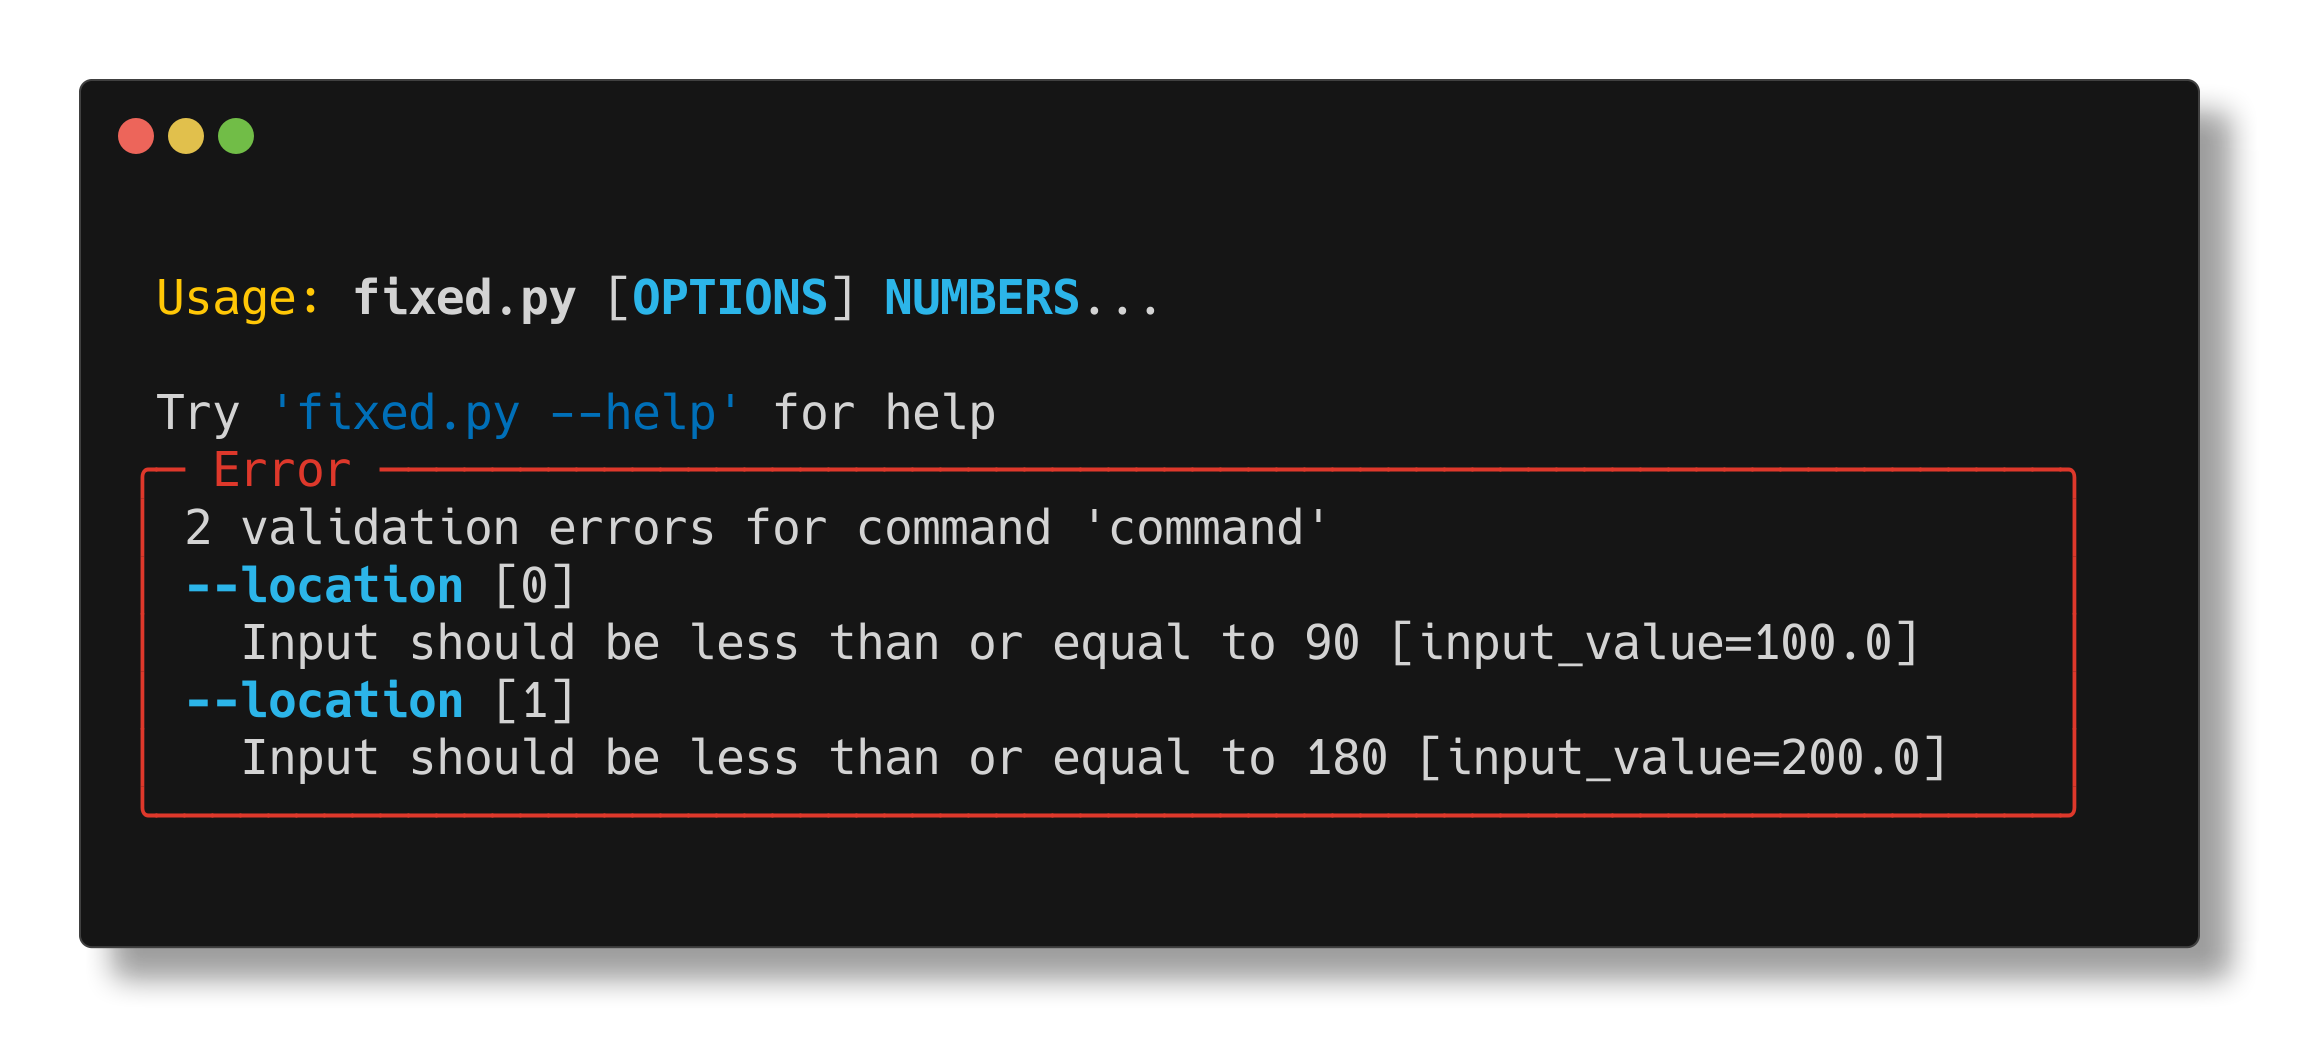 Usage: fixed.py [OPTIONS] NUMBERS...
Try 'fixed.py --help' for help
Error
2 validation errors for command 'command'
--location [0]
Input should be less than or equal to 90 [input_value=100.0]
--location [1]
Input should be less than or equal to 180 [input_value=200.0]